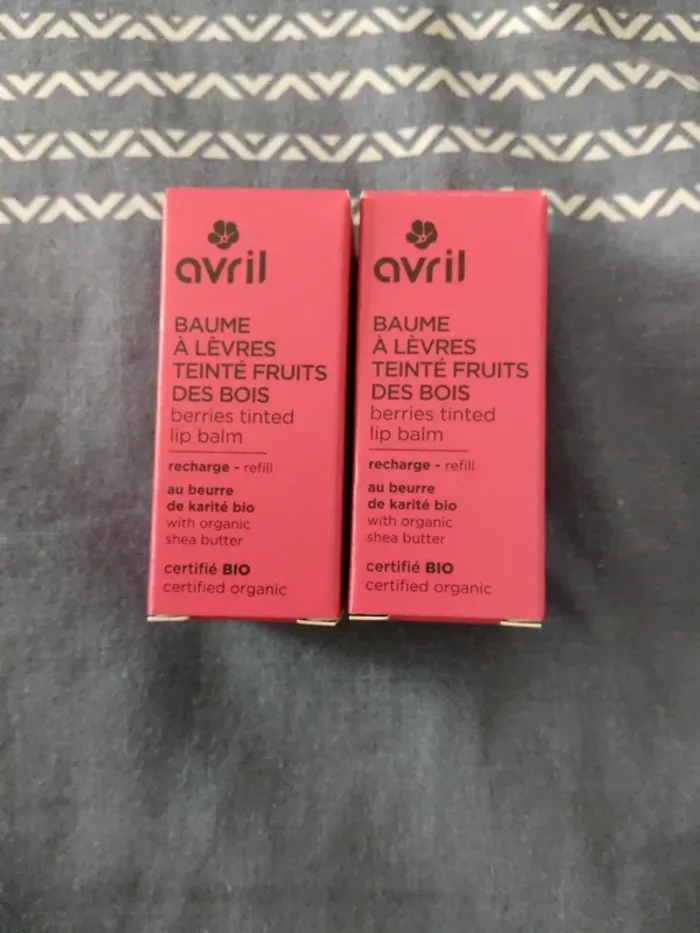 avril
BAUME
À LÈVRES
TEINTÉ FRUITS
DES BOIS
berries tinted
lip balm
recharge - refill
au beurre
de karité bio
with organic
shea butter
certifié BIO
certified organic
avril
BAUME
À LÈVRES
TEINTÉ FRUITS
DES BOIS
berries tinted
lip balm
recharge - refill
au beurre
de karité bio
with organic
shea butter
certifié BIO
certified organic